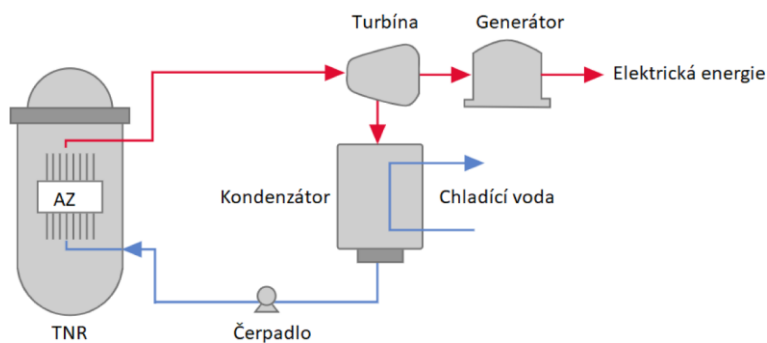 Turbína
Generátor
Elektrická energie
AZ
Kondenzátor
Chladící voda
TNR
Čerpadlo